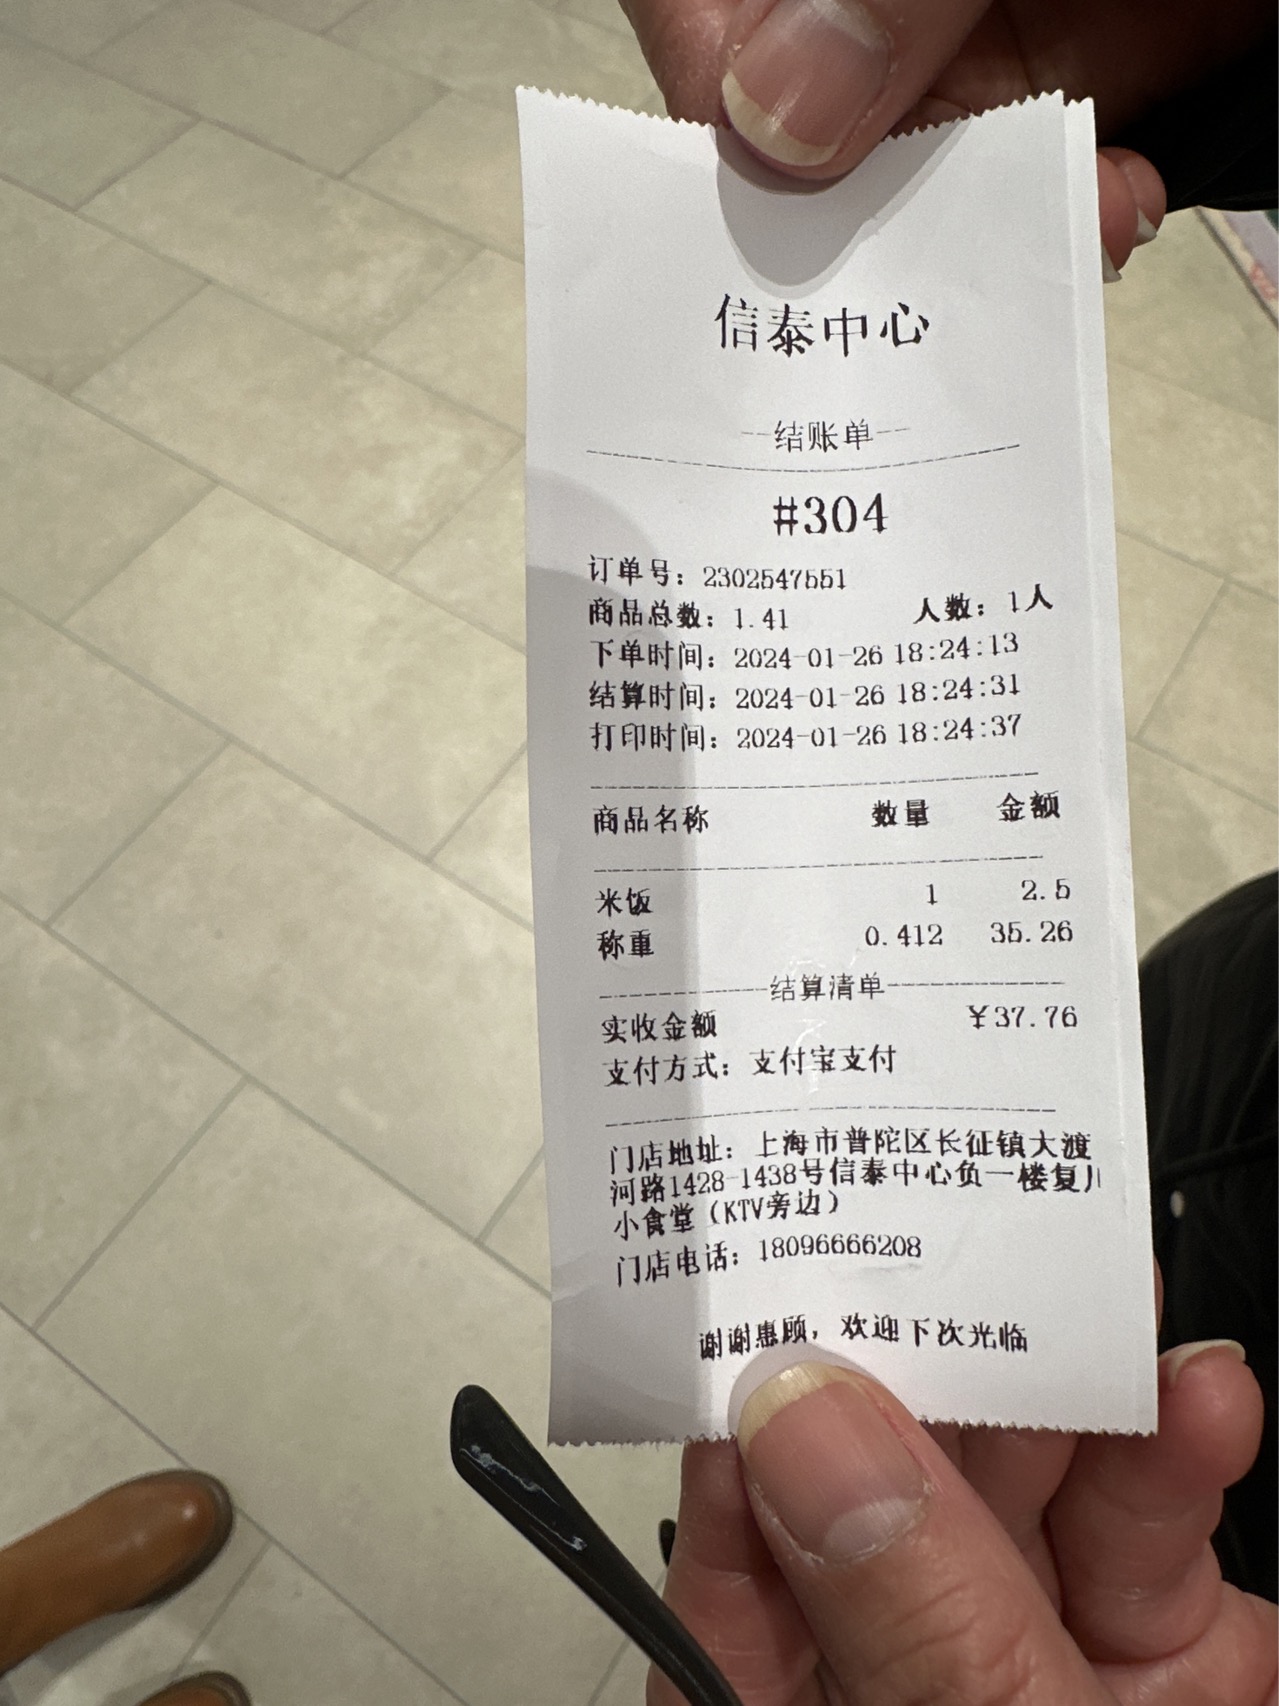 信泰中心
--结账单--
#304
订单号：2302547551
商品总数：1.41 人数：1人
下单时间：2024-01-26 18:24:13
结算时间：2024-01-26 18:24:31
打印时间：2024-01-26 18:24:37
商品名称 数量 金额
米饭 1 2.5
称重 0.412 35.26
结算清单
实收金额 ￥37.76
支付方式：支付宝支付
门店地址：上海市普陀区长征镇大渡
河路1428-1438号信泰中心负一楼复
小食堂（KTV旁边）
门店电话：18096666208
谢谢惠顾，欢迎下次光临